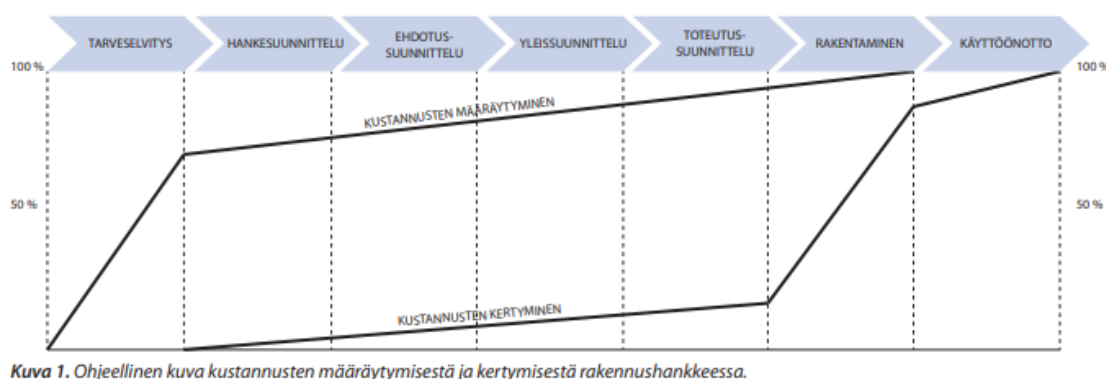 TARVESELVITYS
HANKESUUNNITTELU
EHDOTUS-
SUUNNITTELU
YLEISSUUNNITTELU
TOTEUTUS-
SUUNNITTELU
RAKENTAMINEN
KÄYTTÖÖNOTTO
100 %
100 %
KUSTANNUSTEN MÄÄRÄYTYMINEN
50 %
50 %
KUSTANNUSTEN KERTYMINEN
Kuva 1. Ohjeellinen kuva kustannusten määräytymisestä ja kertymisestä rakennushankkeessa.